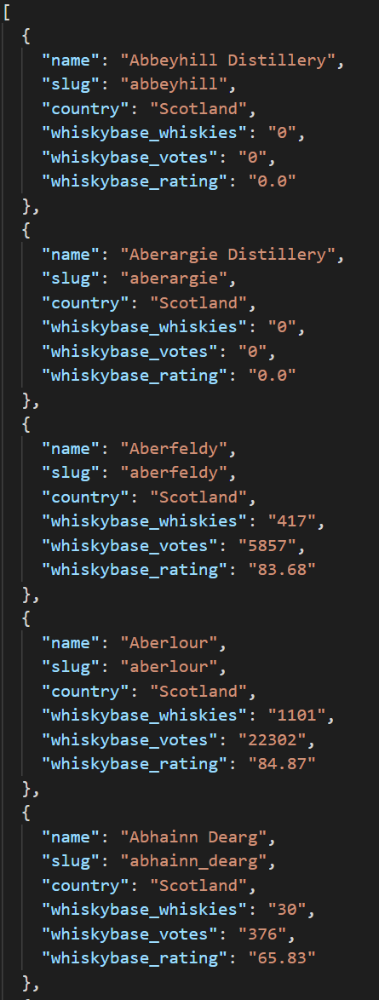 [
{
"name": "Abbeyhill Distillery",
"slug": "abbeyhill",
"country": "Scotland",
"whiskybase_whiskies": "0",
"whiskybase_votes": "0",
"whiskybase_rating": "0.0"
},
{
"name": "Aberargie Distillery",
"slug": "aberargie",
"country": "Scotland",
"whiskybase_whiskies": "0",
"whiskybase_votes": "0",
"whiskybase_rating": "0.0"
},
{
"name": "Aberfeldy",
"slug": "aberfeldy",
"country": "Scotland",
"whiskybase_whiskies": "417",
"whiskybase_votes": "5857",
"whiskybase_rating": "83.68"
},
{
"name": "Aberlour",
"slug": "aberlour",
"country": "Scotland",
"whiskybase_whiskies": "1101",
"whiskybase_votes": "22302",
"whiskybase_rating": "84.87"
},
{
"name": "Abhainn Dearg",
"slug": "abhainn_dearg",
"country": "Scotland",
"whiskybase_whiskies": "30",
"whiskybase_votes": "376",
"whiskybase_rating": "65.83"
},